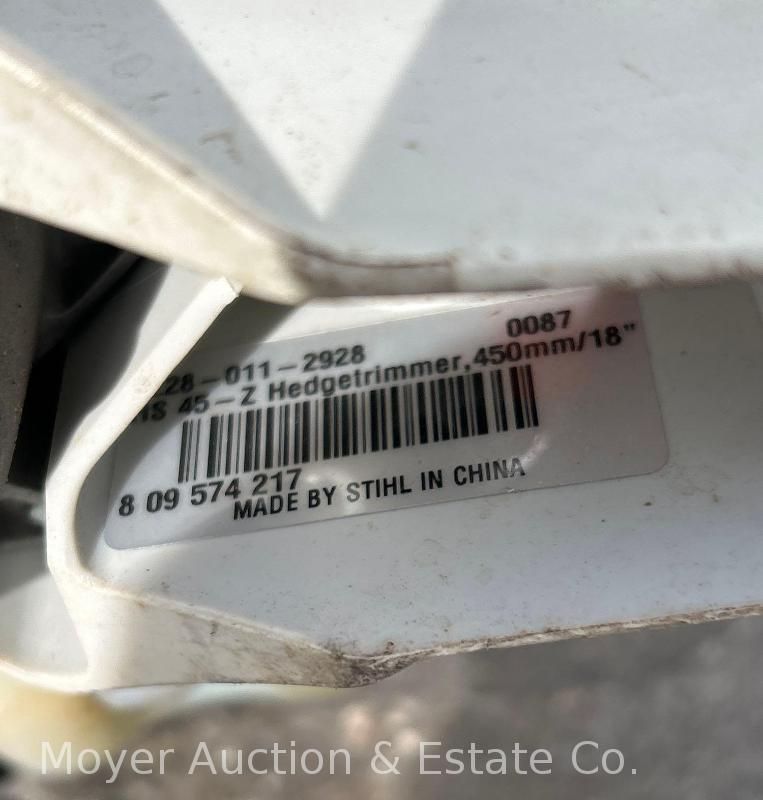 0087
28-011-2928
HS 45-Z Hedgetrimmer,450mm/18"
8 09 574 217
MADE BY STIHL IN CHINA
Moyer Auction & Estate Co.